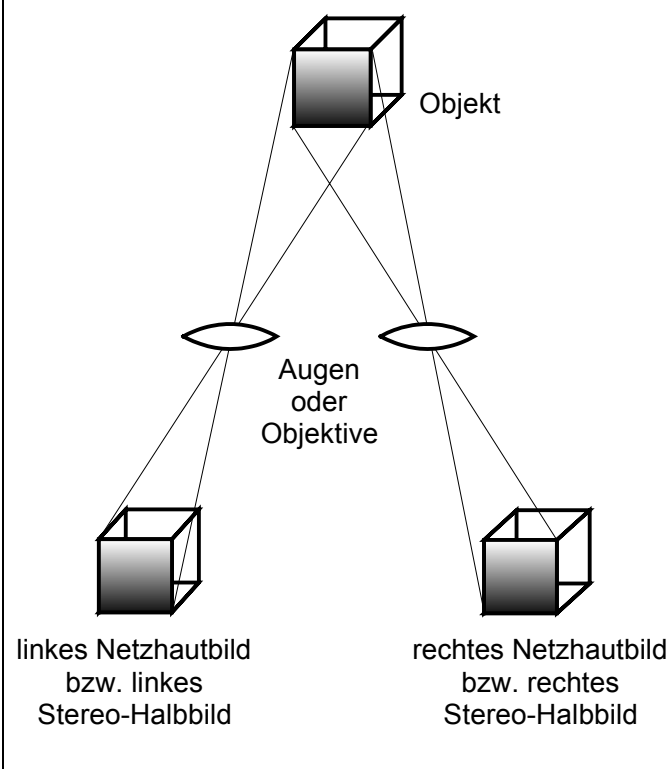 Objekt
Augen
oder
Objektive
linkes Netzhautbild
bzw. linkes
Stereo-Halbbild
rechtes Netzhautbild
bzw. rechtes
Stereo-Halbbild